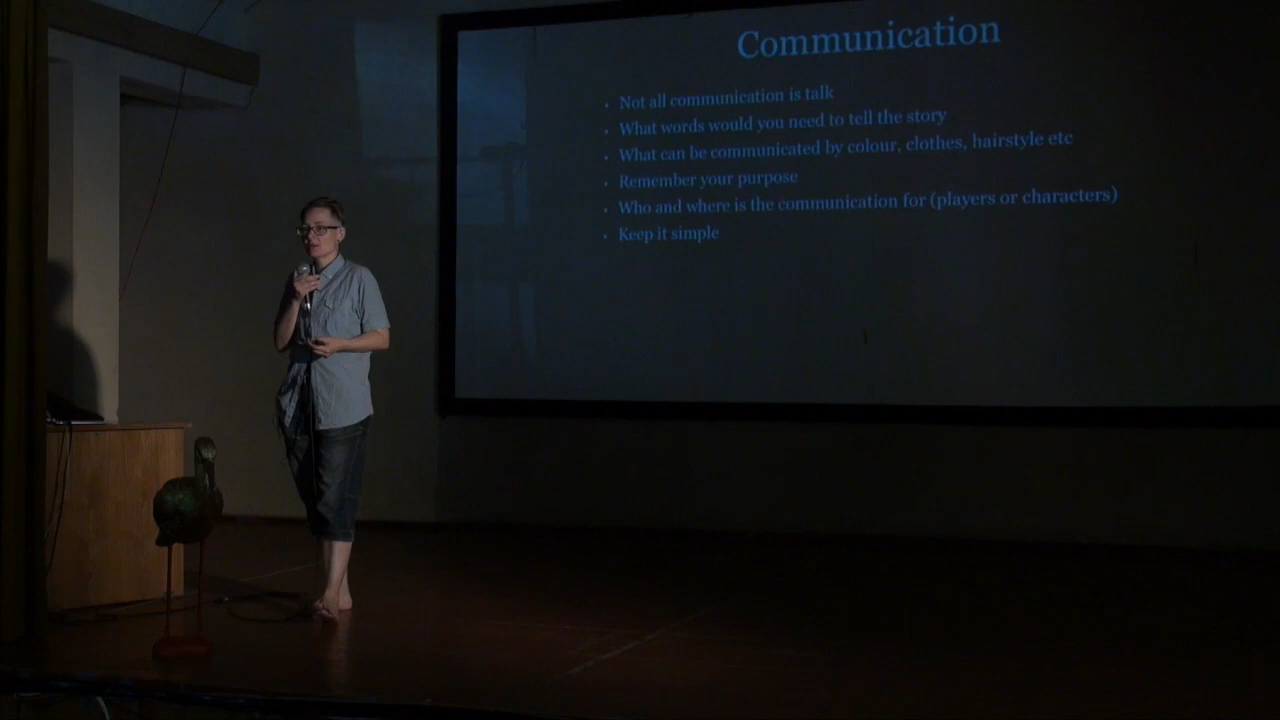 Communication
• Not all communication is talk
• What words would you need to tell the story
• What can be communicated by colour, clothes, hairstyle etc
• Remember your purpose
• Who and where is the communication for (players or characters)
• Keep it simple